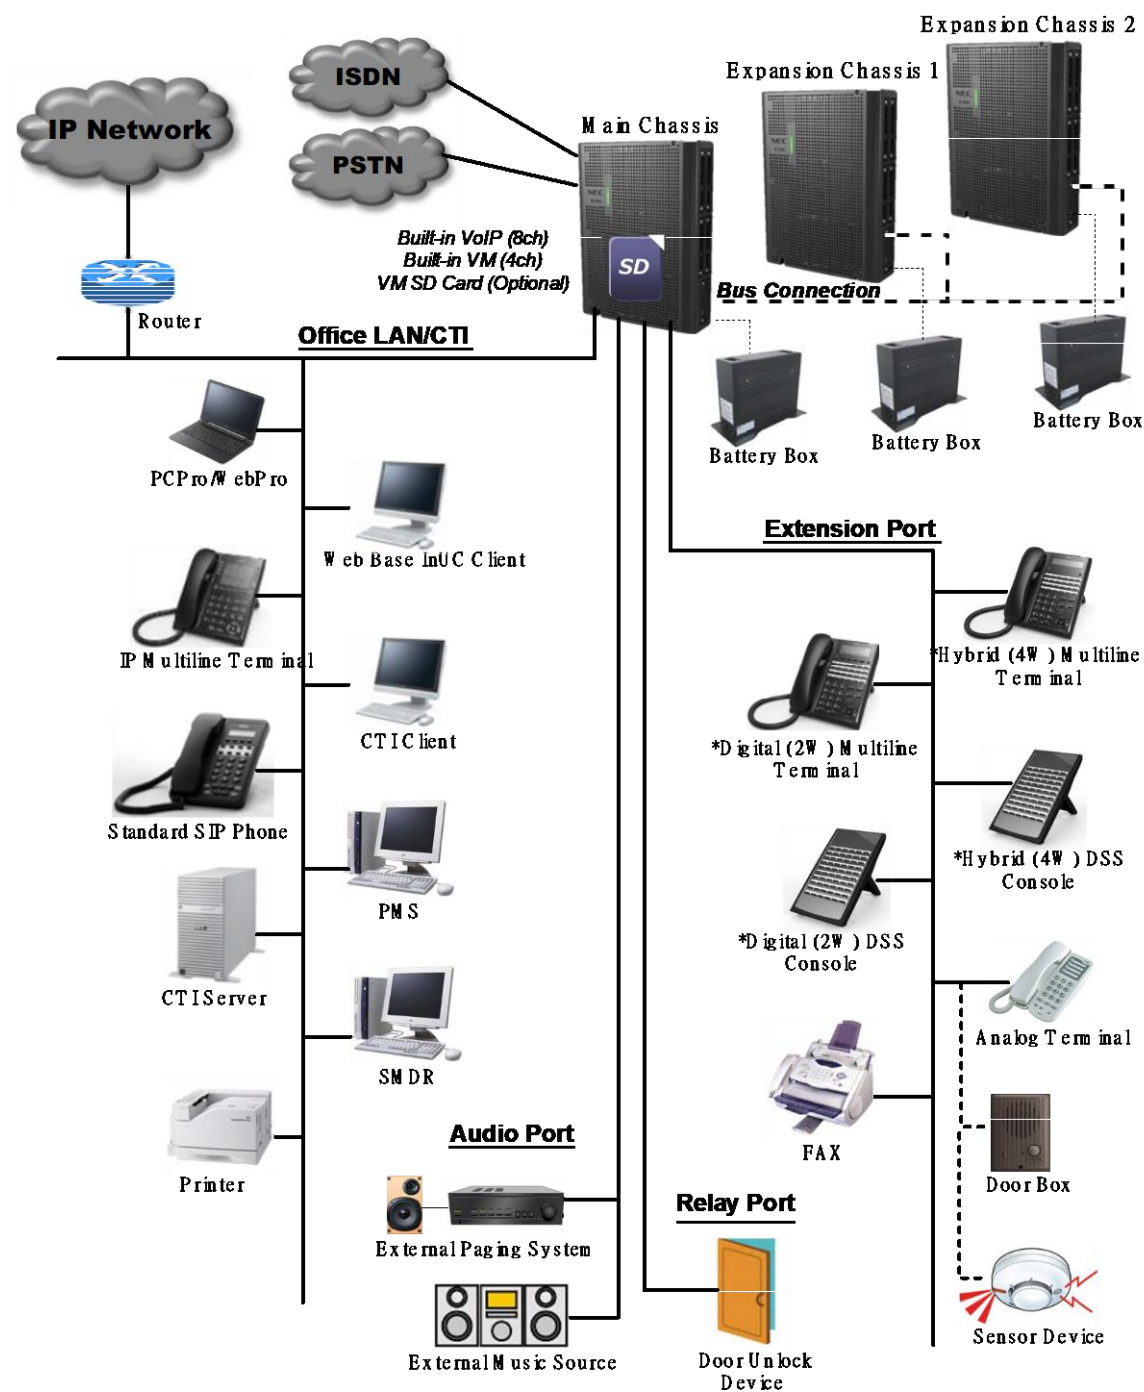 Expansion Chassis 2
Expansion Chassis 1
Main Chassis
ISDN
IP Network
PSTN
NEC
NEC
NEC
Built-in VoIP (8ch)
Built-in VM (4ch)
VM SD Card (Optional)
SD
Bus Connection
Router
Office LAN/CTI
Battery Box
Battery Box
Battery Box
PCPro/WebPro
Web Base InUC Client
IP Multiline Terminal
CTI Client
Standard SIP Phone
PMS
CTI Server
SMDR
Printer
Extension Port
*Hybrid (4W) Multiline
Terminal
*Digital (2W) Multiline
Terminal
*Hybrid (4W) DSS
Console
*Digital (2W) DSS
Console
Analog Terminal
FAX
Door Box
Sensor Device
Audio Port
External Paging System
External Music Source
Relay Port
Door Unlock
Device